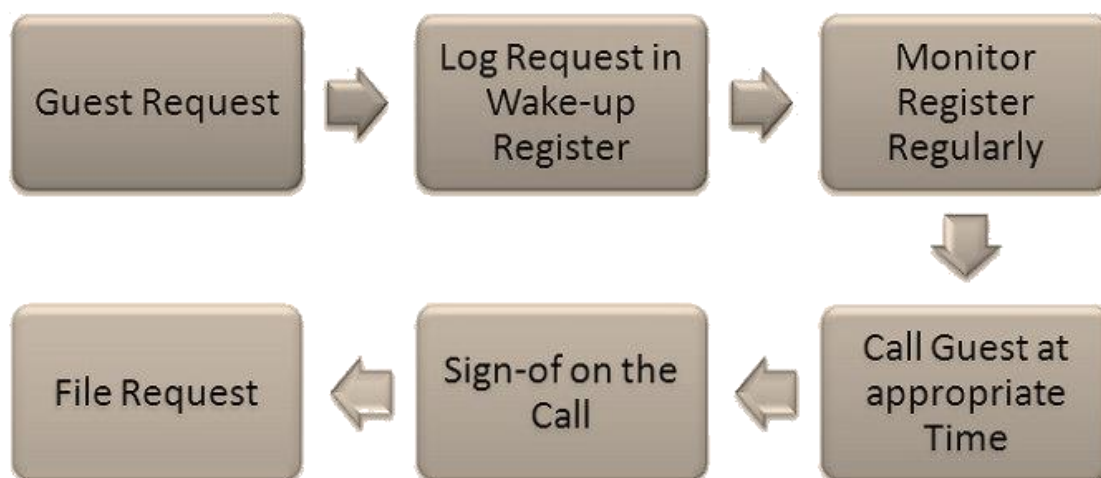 Guest Request
Log Request in
Wake-up
Register
Monitor
Register
Regularly
Call Guest at
appropriate
Time
Sign-of on the
Call
File Request